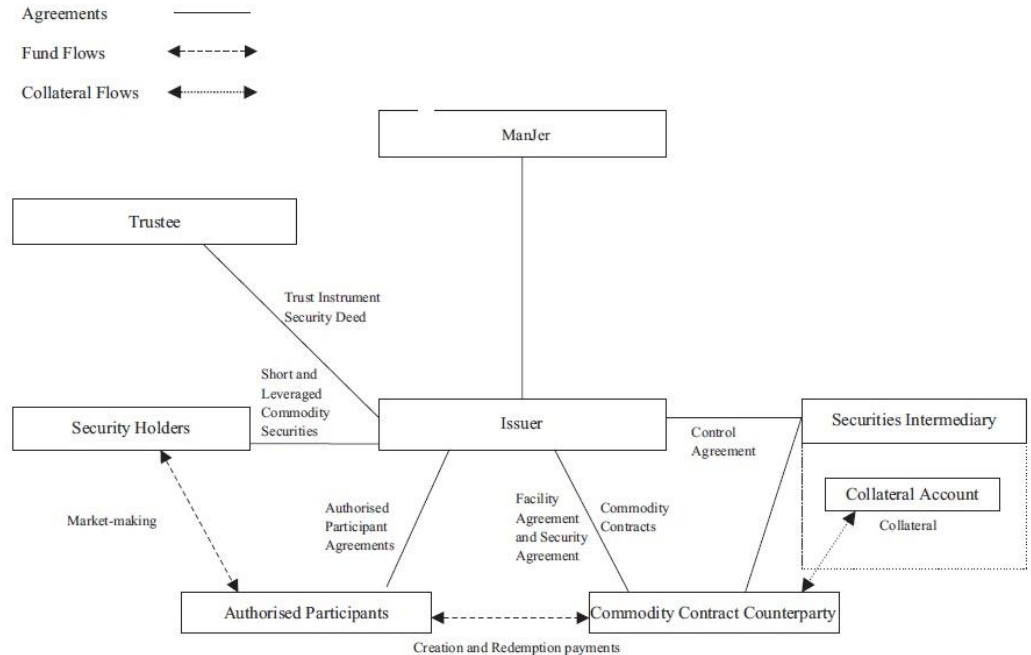 Agreements
Fund Flows
Collateral Flows
ManJer
Trustee
Trust Instrument
Security Deed
Short and
Leveraged
Commodity
Securities
Security Holders
Issuer
Control
Agreement
Securities Intermediary
Collateral Account
Collateral
Market-making
Authorised
Participant
Agreements
Facility
Agreement
and Security
Agreement
Commodity
Contracts
Authorised Participants
Commodity Contract Counterparty
Creation and Redemption payments